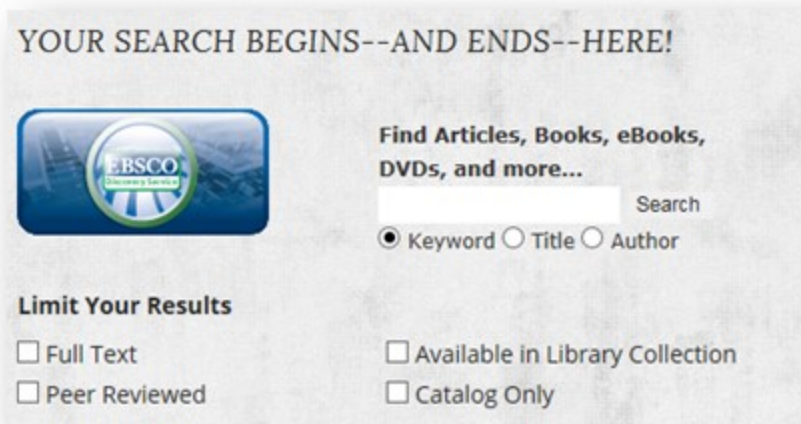 YOUR SEARCH BEGINS--AND ENDS--HERE!
EBSCO
Discovery Service
Find Articles, Books, eBooks,
DVDs, and more...
Search
Keyword Title Author
Limit Your Results
Full Text
Available in Library Collection
Peer Reviewed
Catalog Only